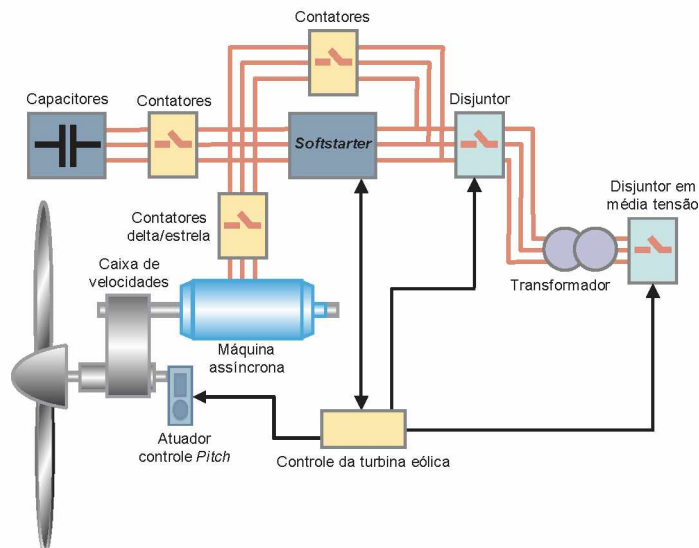 Contatores
Capacitores
Contatores
Disjuntor
Softstarter
Disjuntor em
média tensão
Contatores
delta/estrela
Caixa de
velocidades
Transformador
Máquina
assíncrona
Atuador
controle Pitch
Controle da turbina eólica